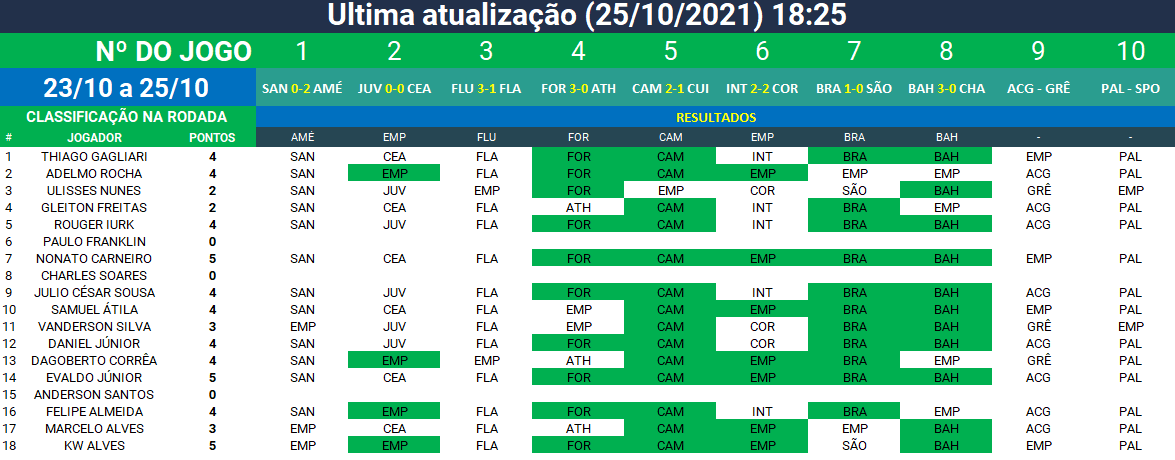 Ultima atualização (25/10/2021) 18:25
Nº DO JOGO 1 2 3 4 5 6 7 8 9 10
23/10 a 25/10 SAN 0-2 AMÉ JUV 0-0 CEA FLU 3-1 FLA FOR 3-0 ATH CAM 2-1 CUI INT 2-2 COR BRA 1-0 SÃO BAH 3-0 CHA ACG - GRÊ PAL - SPO
CLASSIFICAÇÃO NA RODADA RESULTADOS
# JOGADOR PONTOS AMÉ EMP FLU FOR CAM EMP BRA BAH - -
1 THIAGO GAGLIARI 4 SAN CEA FLA FOR CAM INT BRA BAH EMP PAL
2 ADELMO ROCHA 4 SAN EMP FLA FOR CAM EMP EMP EMP ACG PAL
3 ULISSES NUNES 2 SAN JUV EMP FOR EMP COR SÃO BAH GRÊ EMP
4 GLEITON FREITAS 2 SAN CEA FLA ATH CAM INT BRA EMP ACG PAL
5 ROUGER IURK 4 SAN JUV FLA FOR CAM INT BRA BAH ACG PAL
6 PAULO FRANKLIN 0
7 NONATO CARNEIRO 5 SAN CEA FLA FOR CAM EMP BRA BAH EMP PAL
8 CHARLES SOARES 0
9 JULIO CÉSAR SOUSA 4 SAN JUV FLA FOR CAM INT BRA BAH ACG PAL
10 SAMUEL ÁTILA 4 SAN CEA FLA EMP CAM EMP BRA BAH ACG PAL
11 VANDERSON SILVA 3 EMP JUV FLA EMP CAM COR BRA BAH GRÊ EMP
12 DANIEL JÚNIOR 4 SAN JUV FLA FOR CAM COR BRA BAH ACG PAL
13 DAGOBERTO CORRÊA 4 SAN EMP EMP ATH CAM EMP BRA EMP GRÊ PAL
14 EVALDO JÚNIOR 5 SAN CEA FLA FOR CAM EMP BRA BAH ACG PAL
15 ANDERSON SANTOS 0
16 FELIPE ALMEIDA 4 SAN EMP FLA FOR CAM INT BRA EMP ACG PAL
17 MARCELO ALVES 3 EMP CEA FLA ATH CAM EMP EMP BAH EMP PAL
18 KW ALVES 5 EMP EMP FLA FOR CAM EMP SÃO BAH EMP PAL